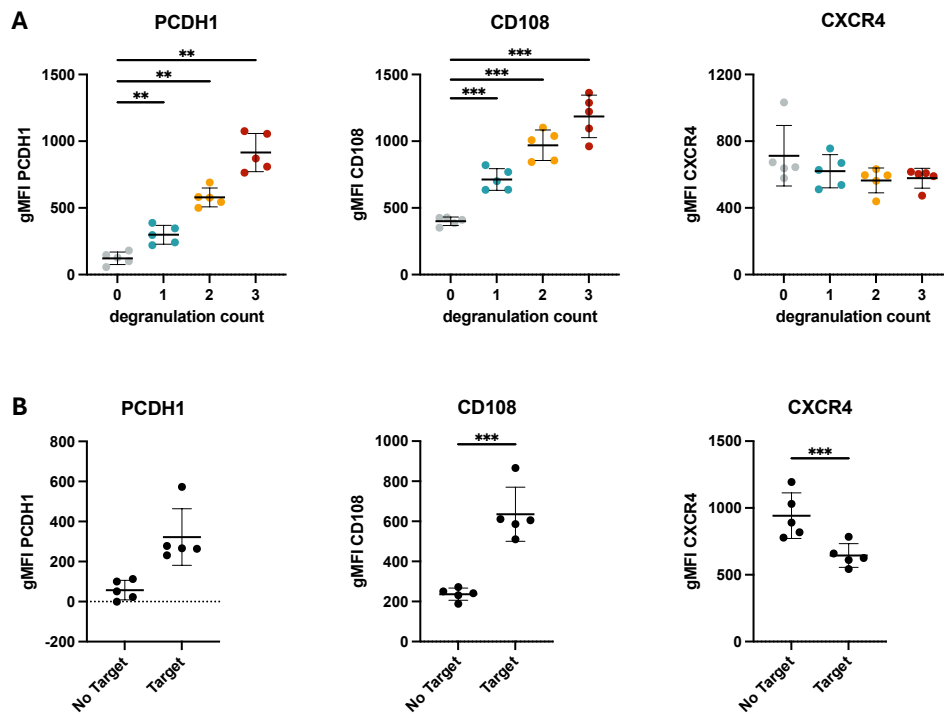 A
PCDH1
**
**
**
1500
1000
500
0
gMFI PCDH1
0 1 2 3
degranulation count
CD108
***
***
***
1500
1000
500
0
gMFI CD108
0 1 2 3
degranulation count
CXCR4
1200
800
400
0
gMFI CXCR4
0 1 2 3
degranulation count
B
PCDH1
800
600
400
200
0
-200
gMFI PCDH1
No Target
Target
CD108
***
1000
800
600
400
200
0
gMFI CD108
No Target
Target
CXCR4
***
1500
1000
500
0
gMFI CXCR4
No Target
Target